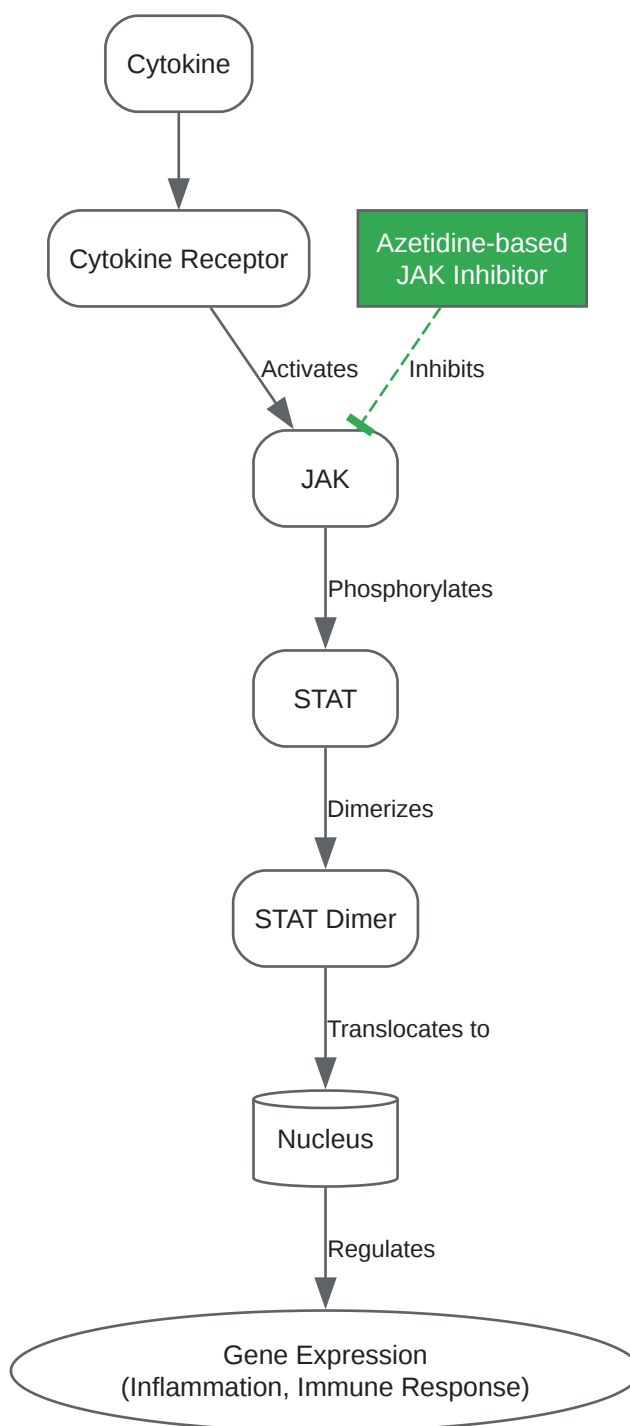 Cytokine
Cytokine Receptor
Azetidine-based
JAK Inhibitor
Activates
Inhibits
JAK
Phosphorylates
STAT
Dimerizes
STAT Dimer
Translocates to
Nucleus
Regulates
Gene Expression
(Inflammation, Immune Response)